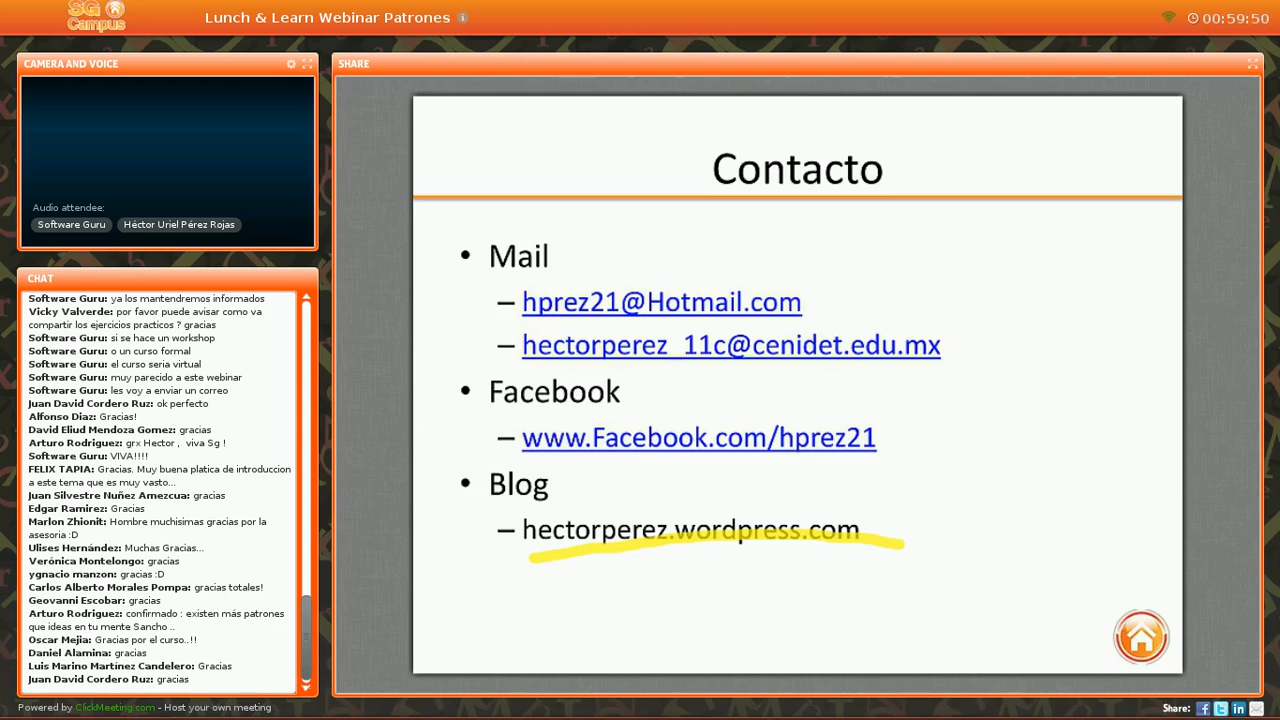 SG Campus
Lunch & Learn Webinar Patrones
00:59:50
CAMERA AND VOICE
Audio attendee:
Software Guru Héctor Uriel Pérez Rojas
CHAT
Software Guru: ya los mantendremos informados
Vicky Valverde: por favor puede avisar como va
compartir los ejercicios practicos ? gracias
Software Guru: si se hace un workshop
Software Guru: o un curso formal
Software Guru: el curso seria virtual
Software Guru: muy parecido a este webinar
Software Guru: les voy a enviar un correo
Juan David Cordero Ruz: ok perfecto
Alfonso Diaz: Gracias!
David Eliud Mendoza Gomez: gracias
Arturo Rodriguez: grx Hector , viva Sg !
Software Guru: VIVA!!!!
FELIX TAPIA: Gracias. Muy buena platica de introduccion
a este tema que es muy vasto...
Juan Silvestre Nuñez Amezcua: gracias
Edgar Ramirez: Gracias
Marlon Zhionit: Hombre muchisimas gracias por la
asesoria :D
Ulises Hernández: Muchas Gracias...
Verónica Montelongo: gracias
ygnacio manzon: gracias :D
Carlos Alberto Morales Pompa: gracias totales!
Geovanni Escobar: gracias
Arturo Rodriguez: confirmado : existen más patrones
que ideas en tu mente Sancho ..
Oscar Mejia: Gracias por el curso..!!
Daniel Alamina: gracias
Luis Marino Martínez Candelero: Gracias
Juan David Cordero Ruz: gracias
SHARE
Contacto
• Mail
– hprez21@Hotmail.com
– hectorperez_11c@cenidet.edu.mx
• Facebook
– www.Facebook.com/hprez21
• Blog
– hectorperez.wordpress.com
Powered by ClickMeeting.com - Host your own meeting
Share: